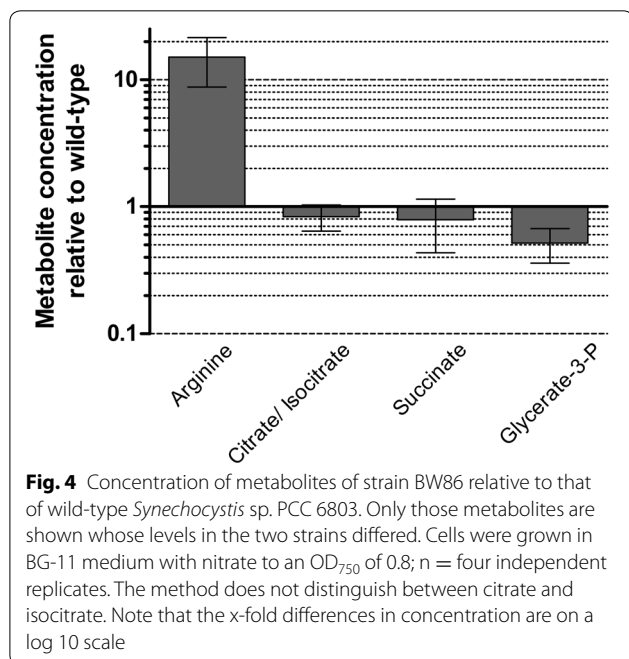 Metabolite concentration
relative to wild-type
10
1
0.1
Arginine
Citrate/ Isocitrate
Succinate
Glycerate-3-P
Fig. 4 Concentration of metabolites of strain BW86 relative to that
of wild-type Synechocystis sp. PCC 6803. Only those metabolites are
shown whose levels in the two strains differed. Cells were grown in
BG-11 medium with nitrate to an OD750 of 0.8; n = four independent
replicates. The method does not distinguish between citrate and
isocitrate. Note that the x-fold differences in concentration are on a
log 10 scale